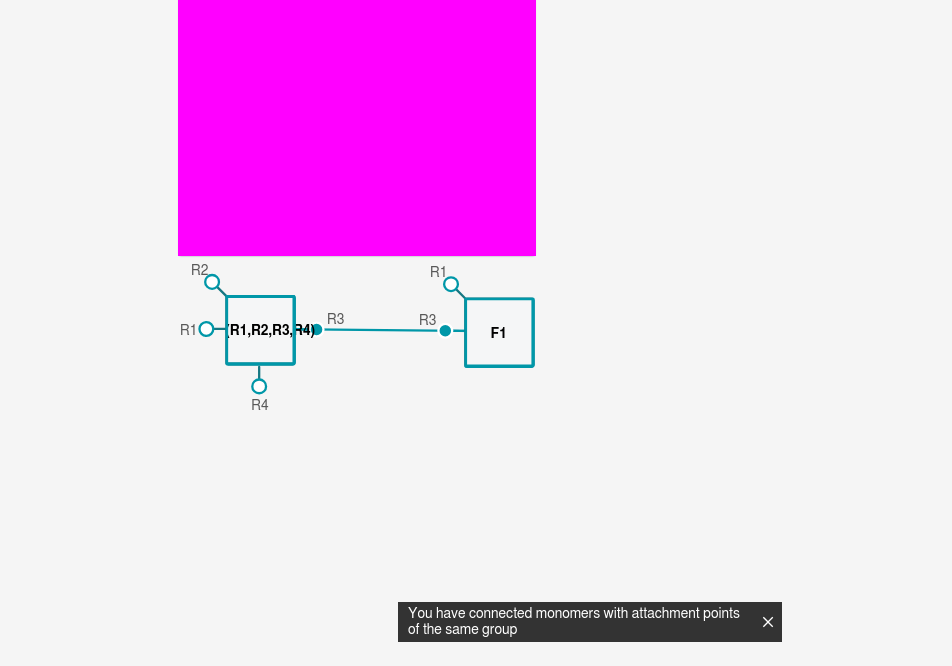 R2
R1
R1
(R1,R2,R3,R4)
R3
R3
F1
R4
You have connected monomers with attachment points
of the same group